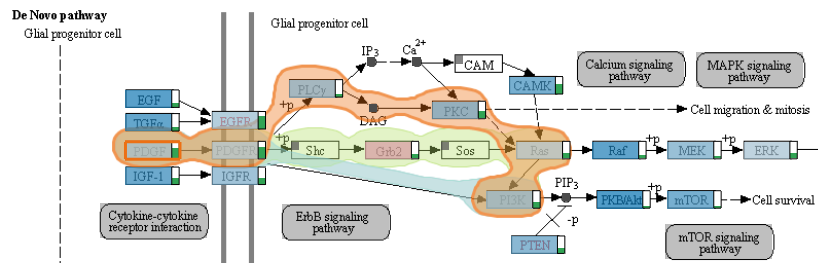 De Novo pathway
Glial progenitor cell
Glial progenitor cell
IP3
Ca2+
CAM
Calcium signaling
pathway
MAPK signaling
pathway
PLCγ
CAMK
EGF
DAG
PKC
Cell migration & mitosis
TGFα
EGFR
+p
+p
+p
+p
PDGF
PDGFR
Shc
Grb2
Sos
Ras
Raf
MEK
ERK
IGF-1
IGFR
PI3K
PIP3
+p
PKB/Akt
mTOR
Cell survival
Cytokine-cytokine
receptor interaction
ErbB signaling
pathway
-p
PTEN
mTOR signaling
pathway